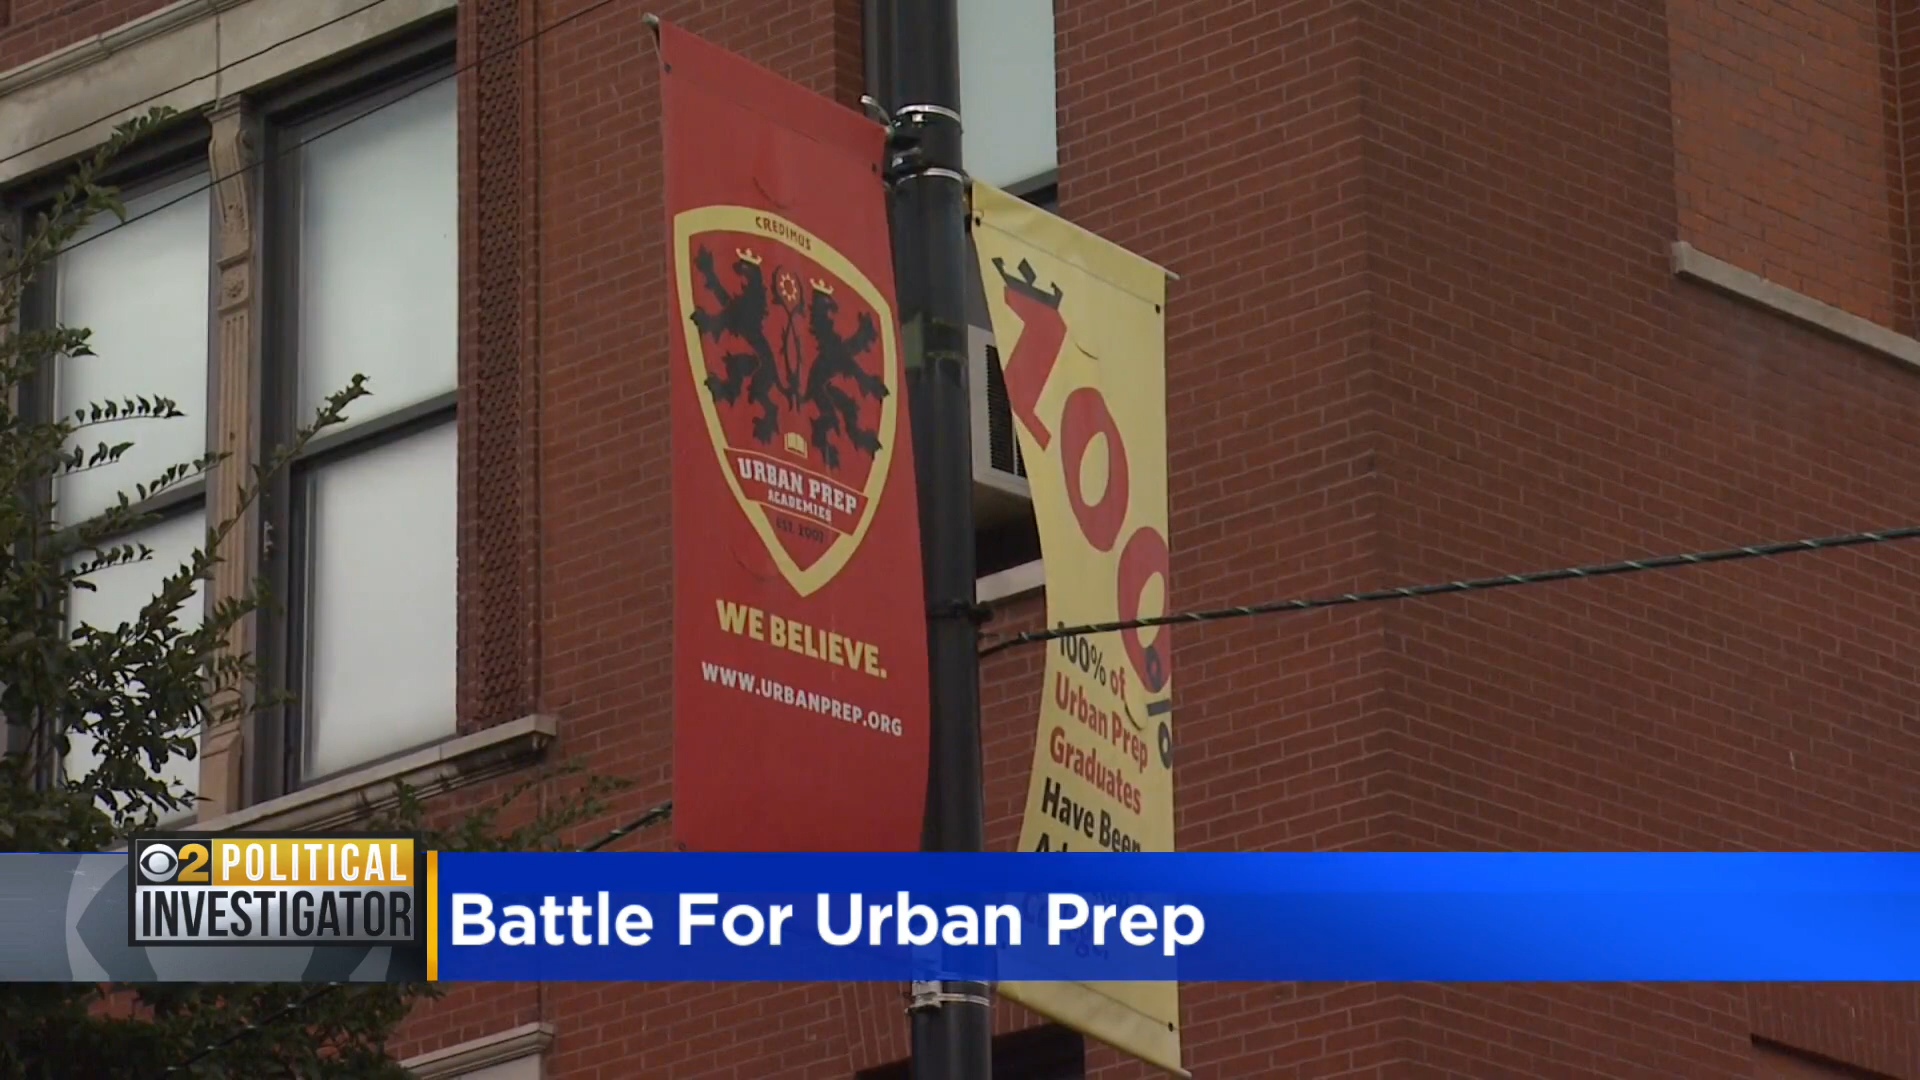 CREDIMUS
URBAN PREP
ACADEMIES
EST. 2002
WE BELIEVE.
WWW.URBANPREP.ORG
100%
100% of
Urban Prep
Graduates
Have Been
2 POLITICAL
INVESTIGATOR
Battle For Urban Prep